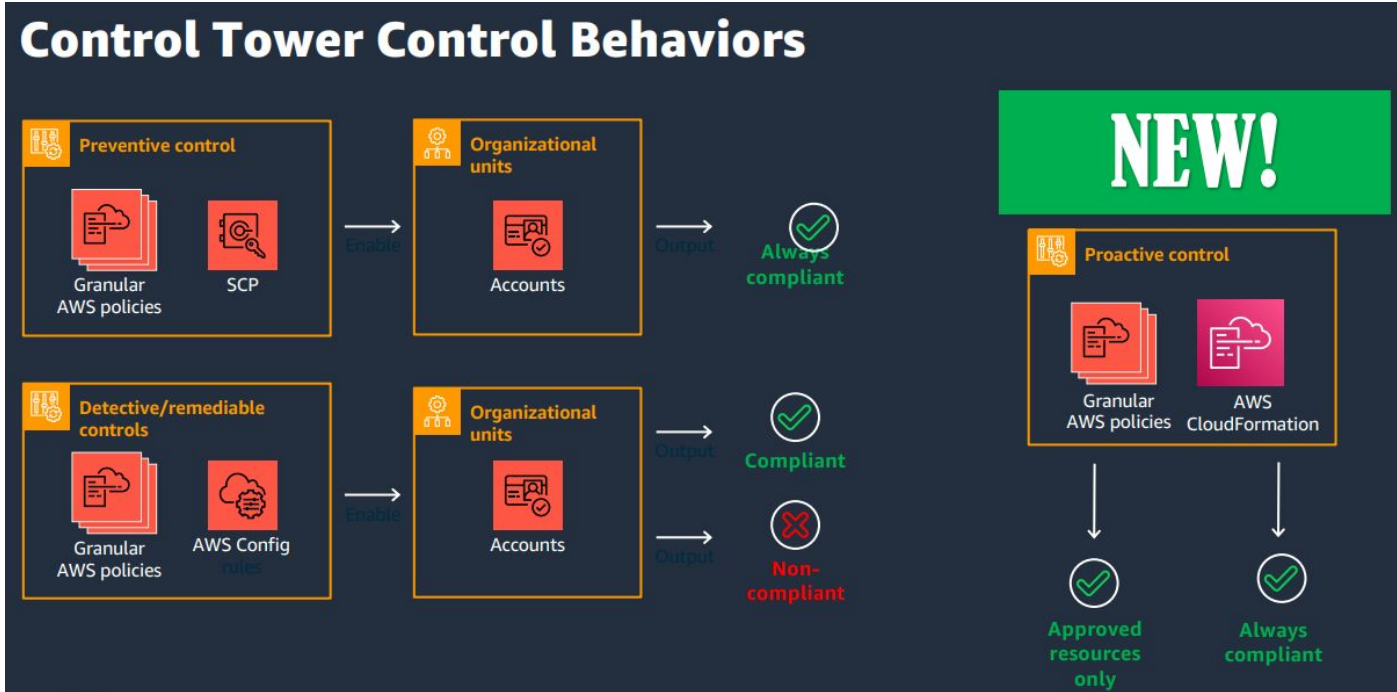 Control Tower Control Behaviors
NEW!
Preventive control
Granular
AWS policies
SCP
Enable
Organizational
units
Accounts
Output
Always
compliant
Detective/remediable
controls
Granular
AWS policies
AWS Config
rules
Enable
Organizational
units
Accounts
Output
Compliant
Output
Non-
compliant
Proactive control
Granular
AWS policies
AWS
CloudFormation
Approved
resources
only
Always
compliant